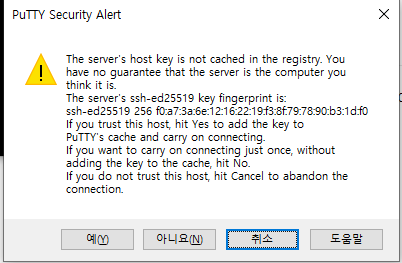 PuTTY Security Alert
The server's host key is not cached in the registry. You
have no guarantee that the server is the computer you
think it is.
The server's ssh-ed25519 key fingerprint is:
ssh-ed25519 256 f0:a7:3a:6e:12:16:22:19:f3:8f:79:78:90:b3:1d:f0
If you trust this host, hit Yes to add the key to
PuTTY's cache and carry on connecting.
If you want to carry on connecting just once, without
adding the key to the cache, hit No.
If you do not trust this host, hit Cancel to abandon the
connection.
예(Y) 아니요(N) 취소 도움말